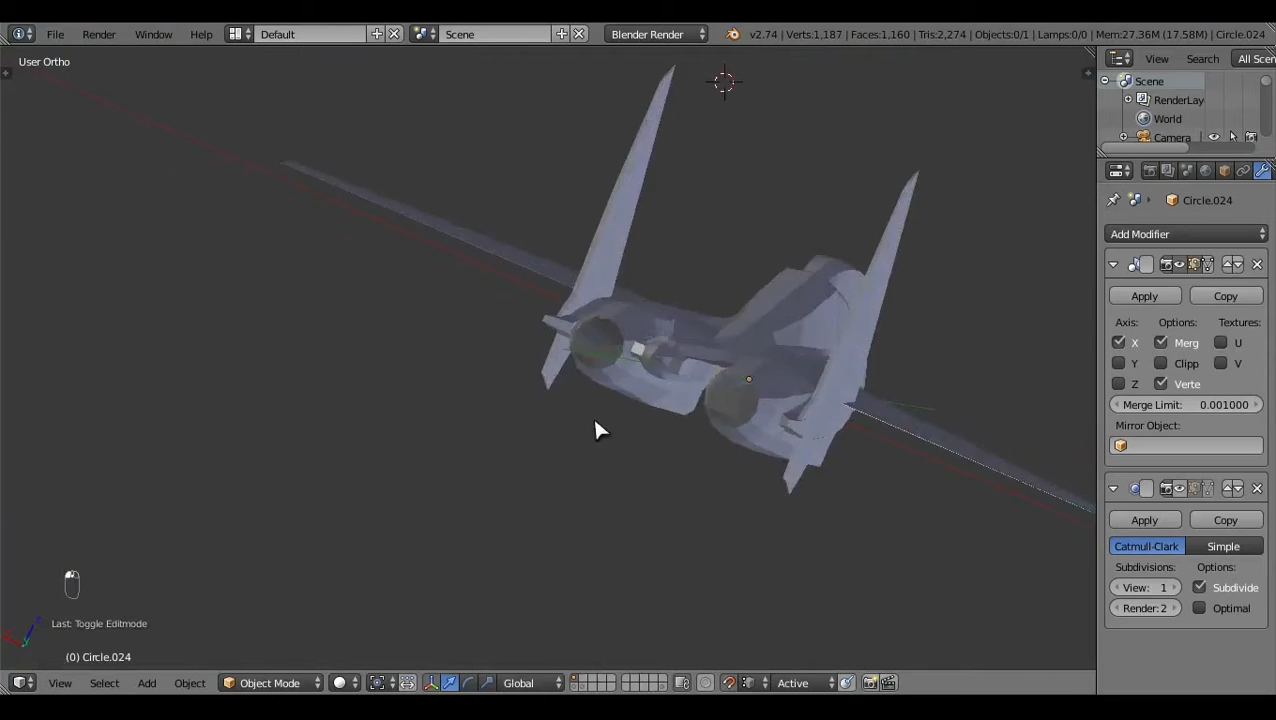 File Render Window Help Default Scene Blender Render v2.74 | Verts:1,187 | Faces:1,160 | Tris:2,274 | Objects:0/1 | Lamps:0/0 | Mem:27.36M (17.58M) | Circle.024
User Ortho
View Search All Scen
Scene
RenderLay
World
Camera
Circle.024
Add Modifier
Apply Copy
Axis: Options: Textures:
X Merg U
Y Clipp V
Z Verte
Merge Limit: 0.001000
Mirror Object:
Apply Copy
Catmull-Clark Simple
Subdivisions: Options:
View: 1 Subdivide
Render: 2 Optimal
Last: Toggle Editmode
(0) Circle.024
View Select Add Object Object Mode Global Active